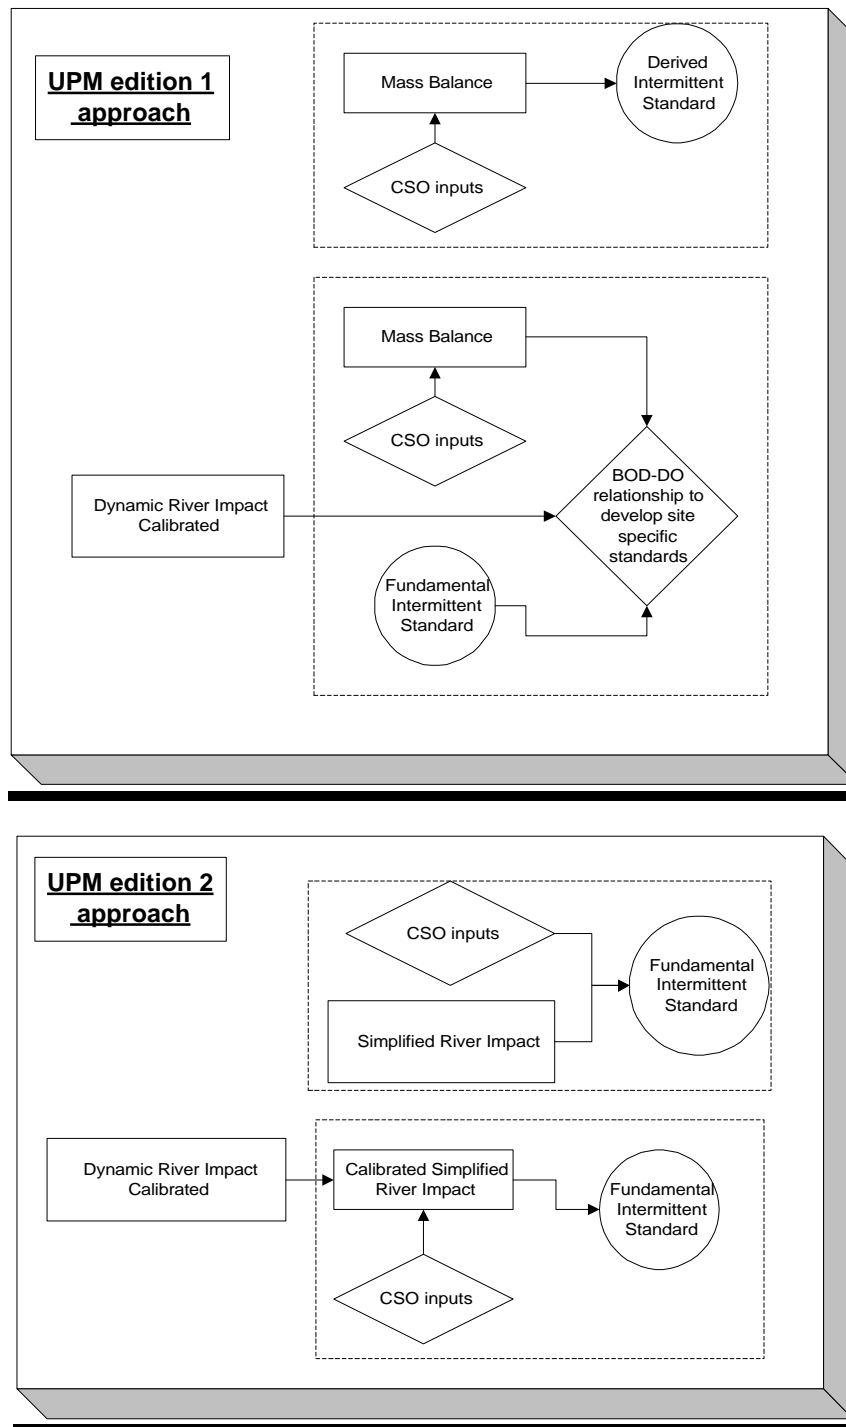 UPM edition 1
approach
Mass Balance
Derived
Intermittent
Standard
CSO inputs
Mass Balance
CSO inputs
BOD-DO
relationship to
develop site
specific
standards
Dynamic River Impact
Calibrated
Fundamental
Intermittent
Standard
UPM edition 2
approach
CSO inputs
Fundamental
Intermittent
Standard
Simplified River Impact
Dynamic River Impact
Calibrated
Calibrated Simplified
River Impact
Fundamental
Intermittent
Standard
CSO inputs